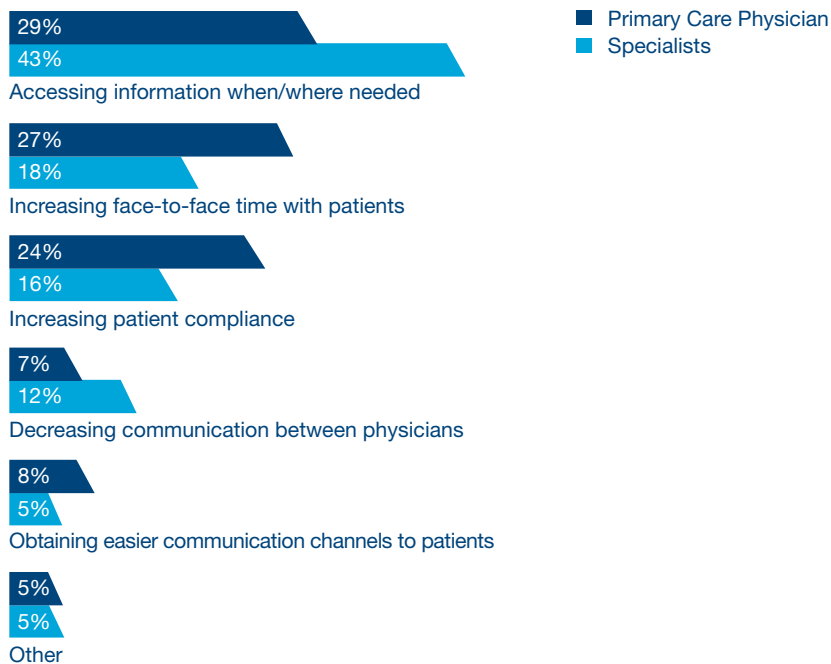 29%
43%
Accessing information when/where needed
27%
18%
Increasing face-to-face time with patients
24%
16%
Increasing patient compliance
7%
12%
Decreasing communication between physicians
8%
5%
Obtaining easier communication channels to patients
5%
5%
Other
Primary Care Physician
Specialists